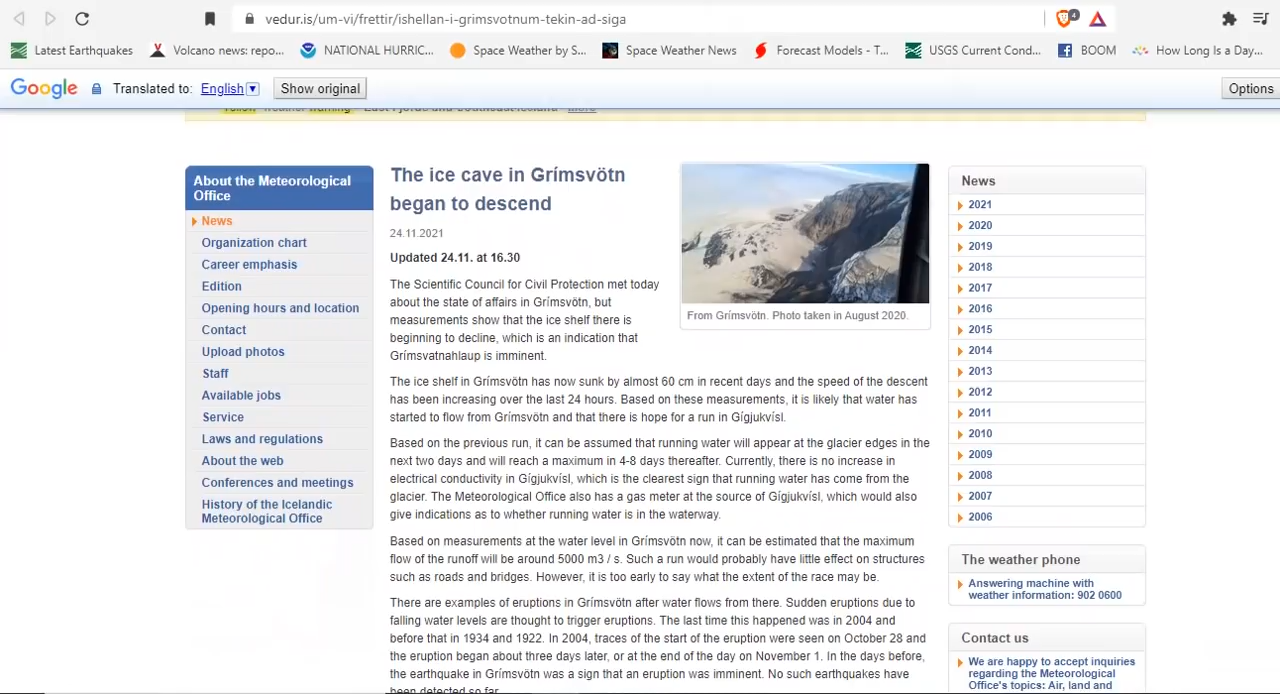 vedur.is/um-vi/frettir/ishellan-i-grimsvotnum-tekin-ad-siga
4
Latest Earthquakes
Volcano news: repo...
NATIONAL HURRIC...
Space Weather by S...
Space Weather News
Forecast Models - T...
USGS Current Cond...
BOOM
How Long Is a Day...
Google Translated to: English Show original Options
About the Meteorological
Office
News
Organization chart
Career emphasis
Edition
Opening hours and location
Contact
Upload photos
Staff
Available jobs
Service
Laws and regulations
About the web
Conferences and meetings
History of the Icelandic
Meteorological Office
The ice cave in Grímsvötn
began to descend
24.11.2021
Updated 24.11. at 16.30
The Scientific Council for Civil Protection met today
about the state of affairs in Grímsvötn, but
measurements show that the ice shelf there is
beginning to decline, which is an indication that
Grímsvatnahlaup is imminent.
From Grímsvötn. Photo taken in August 2020.
The ice shelf in Grímsvötn has now sunk by almost 60 cm in recent days and the speed of the descent
has been increasing over the last 24 hours. Based on these measurements, it is likely that water has
started to flow from Grímsvötn and that there is hope for a run in Gígjukvísl.
Based on the previous run, it can be assumed that running water will appear at the glacier edges in the
next two days and will reach a maximum in 4-8 days thereafter. Currently, there is no increase in
electrical conductivity in Gígjukvísl, which is the clearest sign that running water has come from the
glacier. The Meteorological Office also has a gas meter at the source of Gígjukvísl, which would also
give indications as to whether running water is in the waterway.
Based on measurements at the water level in Grímsvötn now, it can be estimated that the maximum
flow of the runoff will be around 5000 m3 / s. Such a run would probably have little effect on structures
such as roads and bridges. However, it is too early to say what the extent of the race may be.
There are examples of eruptions in Grímsvötn after water flows from there. Sudden eruptions due to
falling water levels are thought to trigger eruptions. The last time this happened was in 2004 and
before that in 1934 and 1922. In 2004, traces of the start of the eruption were seen on October 28 and
the eruption began about three days later, or at the end of the day on November 1. In the days before,
the earthquake in Grímsvötn was a sign that an eruption was imminent. No such earthquakes have
been detected so far.
News
2021
2020
2019
2018
2017
2016
2015
2014
2013
2012
2011
2010
2009
2008
2007
2006
The weather phone
Answering machine with
weather information: 902 0600
Contact us
We are happy to accept inquiries
regarding the Meteorological
Office's topics: Air, land and